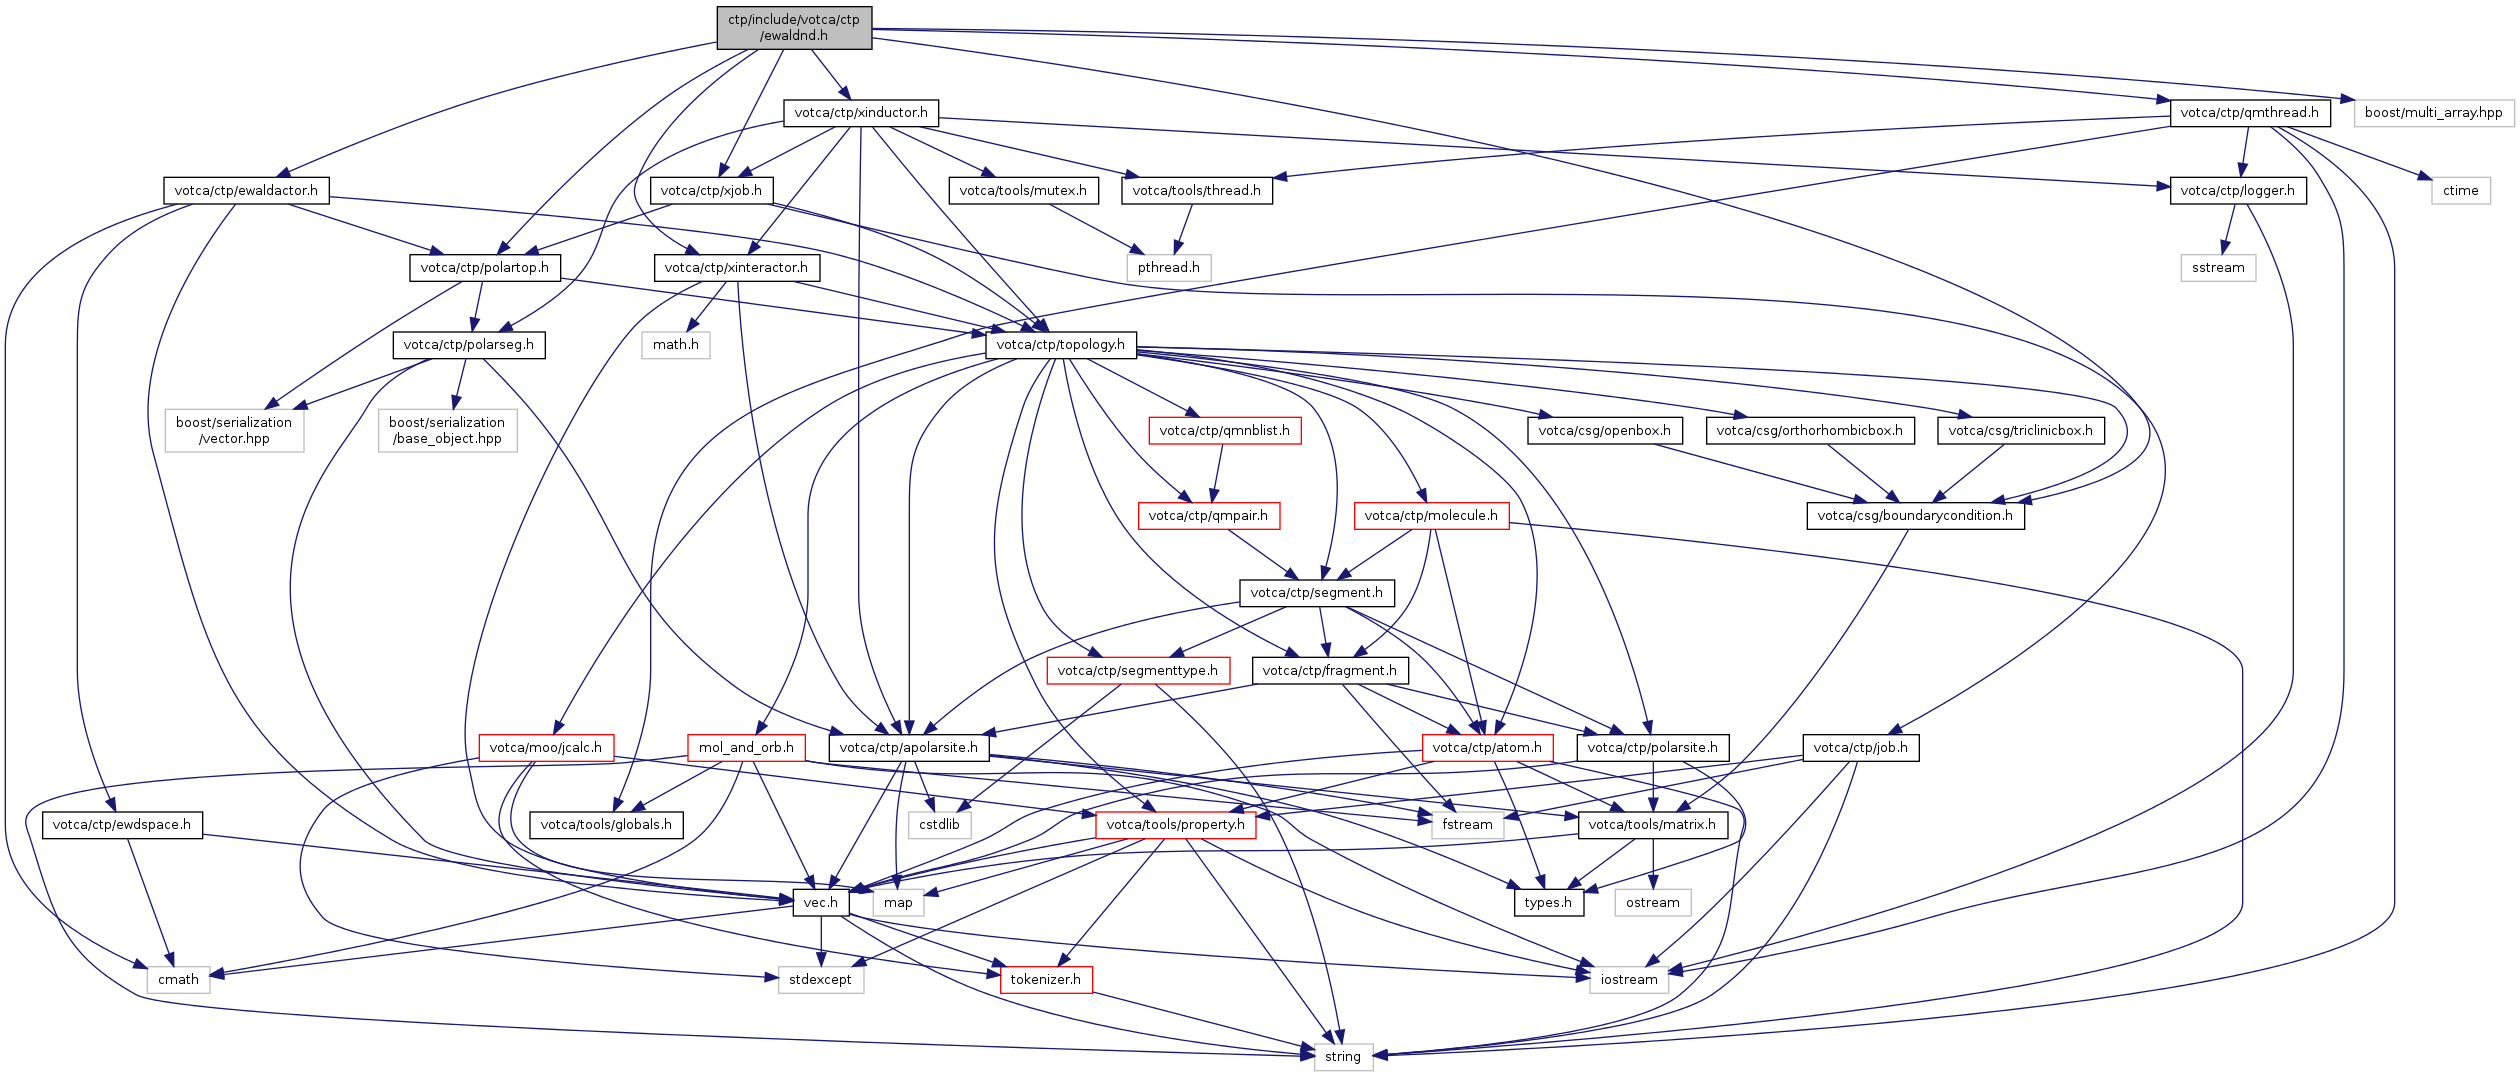 ctp/include/votca/ctp
/ewaldnd.h
votca/ctp/xinductor.h
votca/ctp/qmthread.h
boost/multi_array.hpp
votca/ctp/ewaldactor.h
votca/ctp/xjob.h
votca/tools/mutex.h
votca/tools/thread.h
votca/ctp/logger.h
ctime
votca/ctp/polartop.h
votca/ctp/xinteractor.h
pthread.h
sstream
votca/ctp/polarseg.h
math.h
votca/ctp/topology.h
boost/serialization
/vector.hpp
boost/serialization
/base_object.hpp
votca/ctp/qmnblist.h
votca/csg/openbox.h
votca/csg/orthorhombicbox.h
votca/csg/triclinicbox.h
votca/ctp/qmpair.h
votca/ctp/molecule.h
votca/csg/boundarycondition.h
votca/ctp/segment.h
votca/ctp/segmenttype.h
votca/ctp/fragment.h
votca/moo/jcalc.h
mol_and_orb.h
votca/ctp/apolarsite.h
votca/ctp/atom.h
votca/ctp/polarsite.h
votca/ctp/job.h
votca/ctp/ewdspace.h
votca/tools/globals.h
cstdlib
votca/tools/property.h
fstream
votca/tools/matrix.h
vec.h
map
types.h
ostream
cmath
stdexcept
tokenizer.h
iostream
string